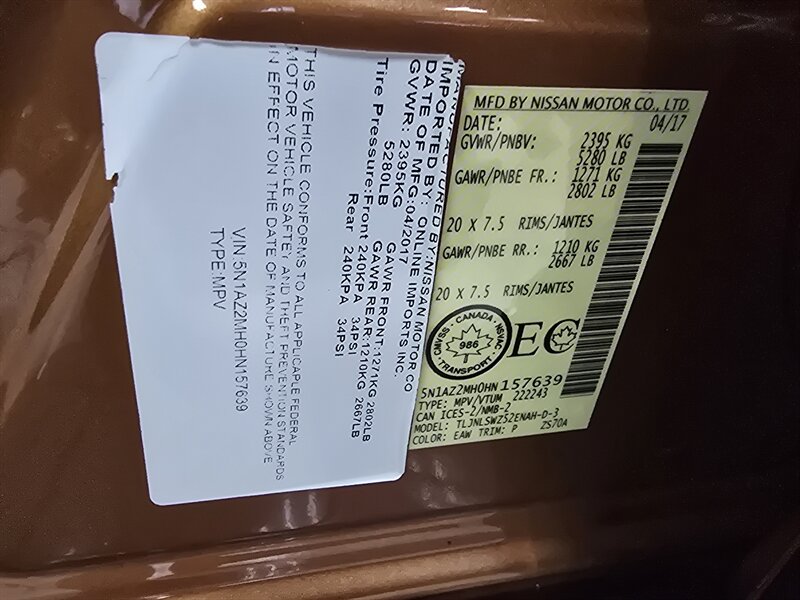 MFD BY NISSAN MOTOR CO., LTD.
DATE: 04/17
GVWR/PNBV: 2395 KG
5280 LB
GAWR/PNBE FR.: 1271 KG
2802 LB
20 X 7.5 RIMS/JANTES
GAWR/PNBE RR.: 1210 KG
2667 LB
20 X 7.5 RIMS/JANTES
CANADA
CMVSS 986 NSVAC
TRANSPORT
EC
5N1AZ2MH0HN157639
TYPE: MPV/VTUM 222243
CAN ICES-2/NMB-2
MODEL: TLJNLSWZ52ENAH-D-3
COLOR: EAW TRIM: P ZS70A
MANUFACTURED BY:NISSAN MOTOR CO
IMPORTED BY: ONLINE IMPORTS INC.
DATE OF MFG:04/2017
GVWR: 2395KG GAWR FRONT:1271KG 2802LB
5280LB GAWR REAR:1210KG 2667LB
Tire Pressure:Front 240KPA 34PSI
Rear 240KPA 34PSI
THIS VEHICLE CONFORMS TO ALL APPLICAPLE FEDERAL
MOTOR VEHICLE SAFTEY AND THEFT PREVENTION STANDARDS
IN EFFECT ON THE DATE OF MANUFACTURE SHOWN ABOVE
VIN:5N1AZ2MH0HN157639
TYPE:MPV